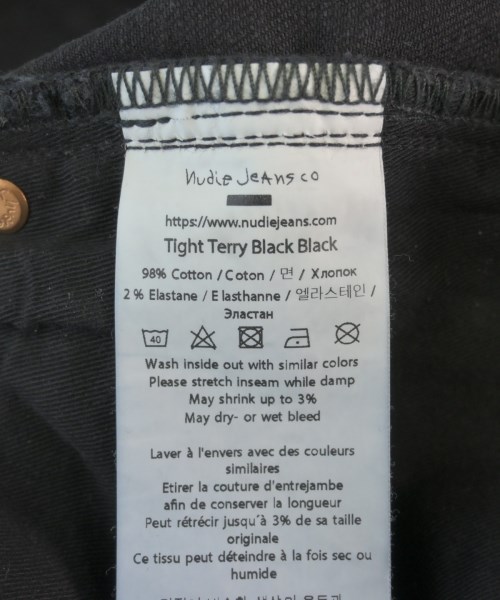 Nudie Jeans co
https://www.nudiejeans.com
Tight Terry Black Black
98% Cotton / Coton / 면 / Хлопок
2 % Elastane / E lasthanne / 엘라스테인 /
Эластан
40
Wash inside out with similar colors
Please stretch inseam while damp
May shrink up to 3%
May dry- or wet bleed
Laver à l'envers avec des couleurs
similaires
Etirer la couture d'entrejambe
afin de conserver la longueur
Peut rétrécir jusqu´à 3% de sa taille
originale
Ce tissu peut déteindre à la fois sec ou
humide